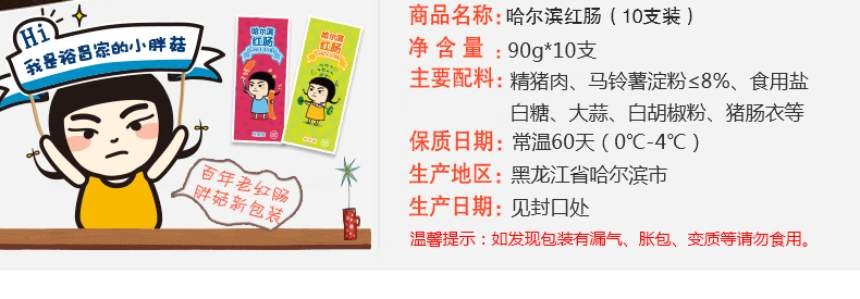 Hi
我是裕昌家的小胖菇
哈尔滨
红肠
哈尔滨
红肠
百年老红肠
胖菇新包装
商品名称:哈尔滨红肠（10支装）
净 含 量 :90g*10支
主要配料:精猪肉、马铃薯淀粉≤8%、食用盐
白糖、大蒜、白胡椒粉、猪肠衣等
保质日期:常温60天（0℃-4℃）
生产地区:黑龙江省哈尔滨市
生产日期:见封口处
温馨提示：如发现包装有漏气、胀包、变质等请勿食用。